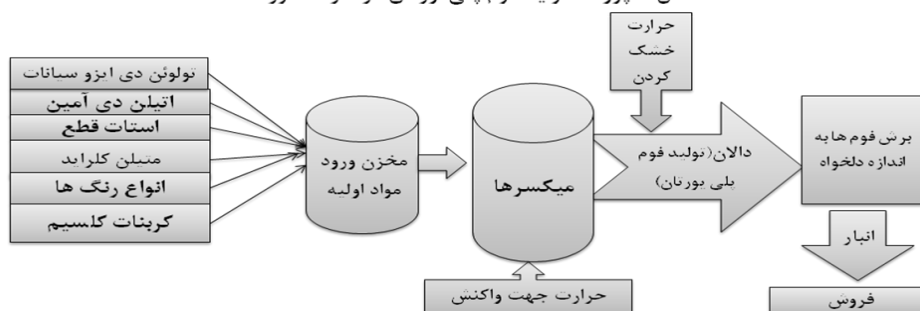 حرارت
خشک
کردن
تولوئن دی ایزو سیانات
اتیلن دی آمین
استات قطع
متیلن کلراید
انواع رنگ ها
کربنات کلسیم
مخزن ورود
مواد اولیه
میکسرها
حرارت جهت واکنش
دالان(تولید فوم
پلی یورتان)
برش فوم ها به
اندازه دلخواه
انبار
فروش